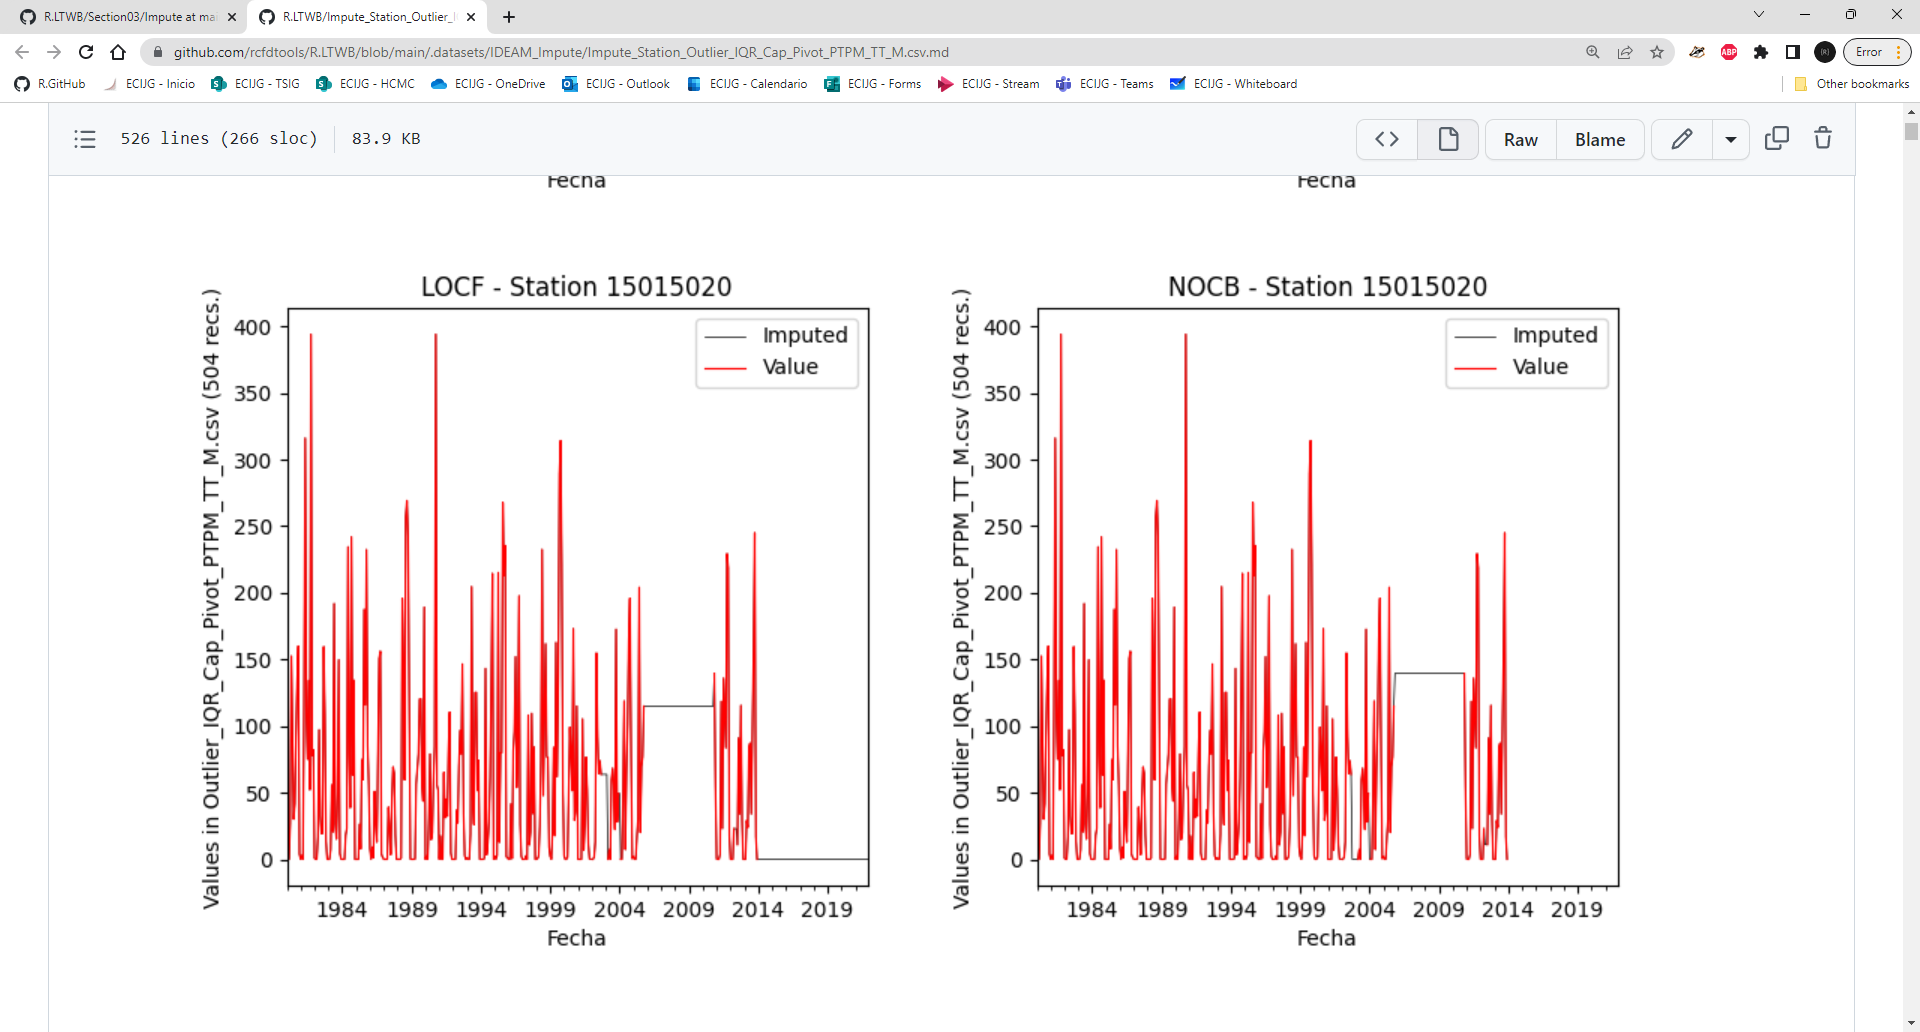 R.LTWB/Section03/Impute at ma
R.LTWB/Impute_Station_Outlier_
github.com/rcfdtools/R.LTWB/blob/main/.datasets/IDEAM_Impute/Impute_Station_Outlier_IQR_Cap_Pivot_PTPM_TT_M.csv.md
ABP
Error
R.GitHub
ECIJG - Inicio
ECIJG - TSIG
ECIJG - HCMC
ECIJG - OneDrive
ECIJG - Outlook
ECIJG - Calendario
ECIJG - Forms
ECIJG - Stream
ECIJG - Teams
ECIJG - Whiteboard
Other bookmarks
526 lines (266 sloc)
83.9 KB
Raw
Blame
Fecha
Fecha
LOCF - Station 15015020
Values in Outlier_IQR_Cap_Pivot_PTPM_TT_M.csv (504 recs.)
400
350
300
250
200
150
100
50
0
Imputed
Value
1984 1989 1994 1999 2004 2009 2014 2019
Fecha
NOCB - Station 15015020
Values in Outlier_IQR_Cap_Pivot_PTPM_TT_M.csv (504 recs.)
400
350
300
250
200
150
100
50
0
Imputed
Value
1984 1989 1994 1999 2004 2009 2014 2019
Fecha